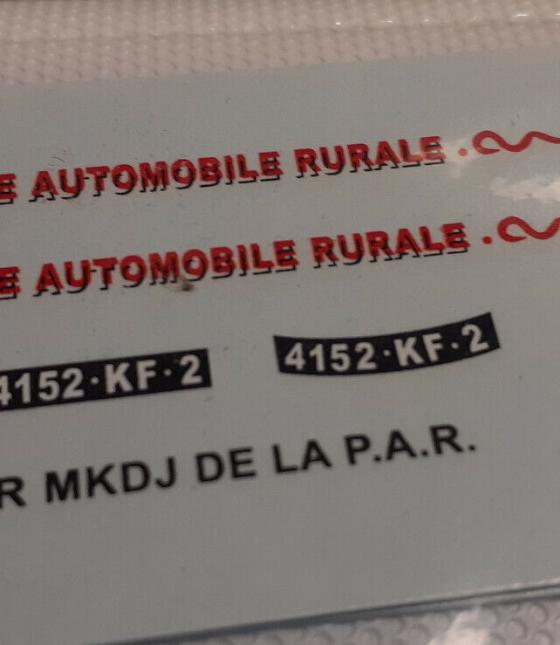 E AUTOMOBILE RURALE .
E AUTOMOBILE RURALE .
4152·KF·2 4152·KF·2
R MKDJ DE LA P.A.R.